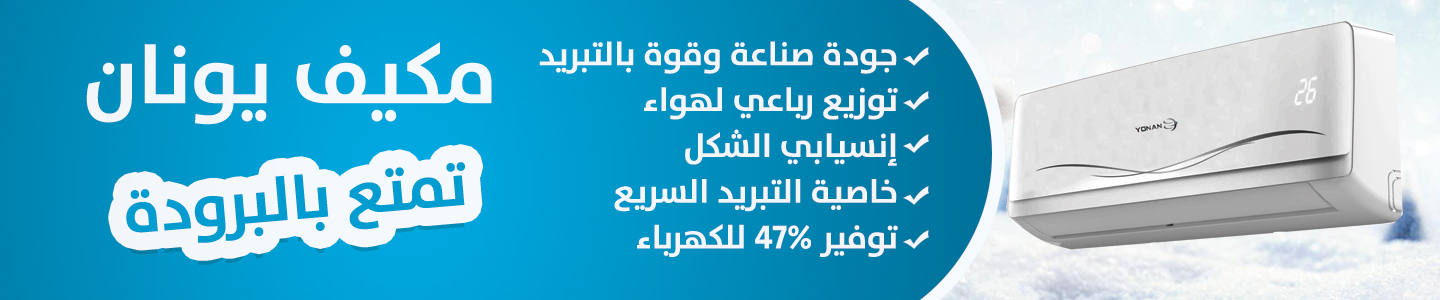 مكيف يونان
تمتع بالبرودة
جودة صناعة وقوة بالتبريد
توزيع رباعي لهواء
إنسيابي الشكل
خاصية التبريد السريع
توفير 47% للكهرباء
26
YONAN